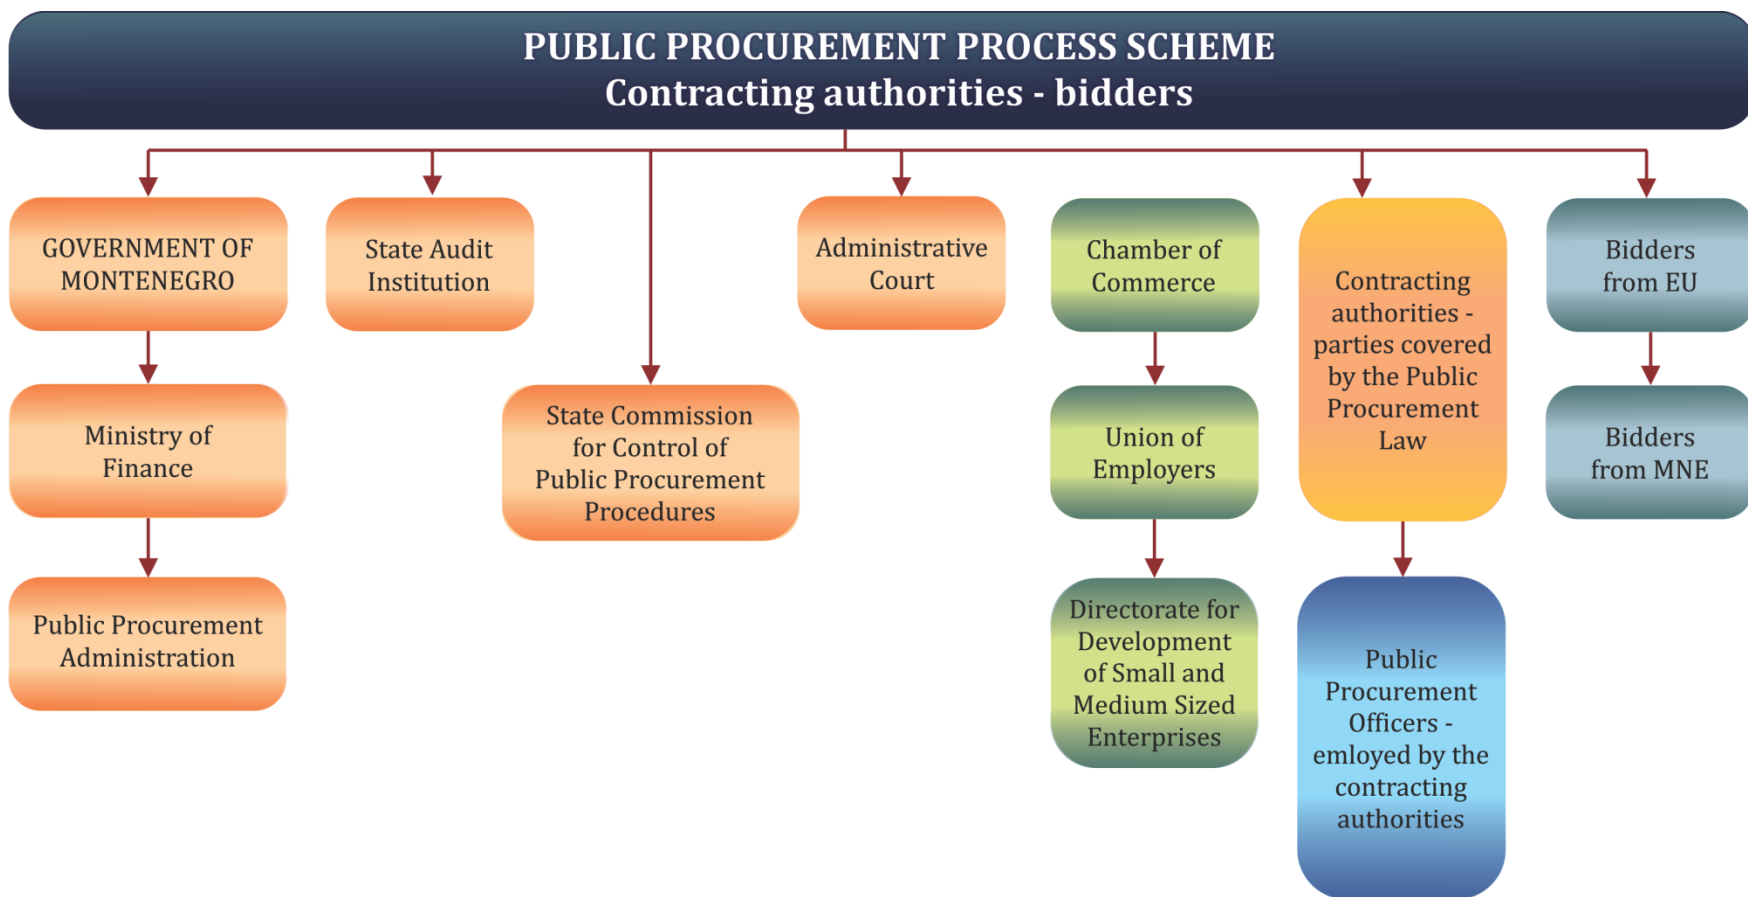 PUBLIC PROCUREMENT PROCESS SCHEME
Contracting authorities - bidders
GOVERNMENT OF
MONTENEGRO
Ministry of
Finance
Public Procurement
Administration
State Audit
Institution
State Commission
for Control of
Public Procurement
Procedures
Administrative
Court
Chamber of
Commerce
Union of
Employers
Directorate for
Development
of Small and
Medium Sized
Enterprises
Contracting
authorities -
parties covered
by the Public
Procurement
Law
Public
Procurement
Officers -
emloyed by the
contracting
authorities
Bidders
from EU
Bidders
from MNE